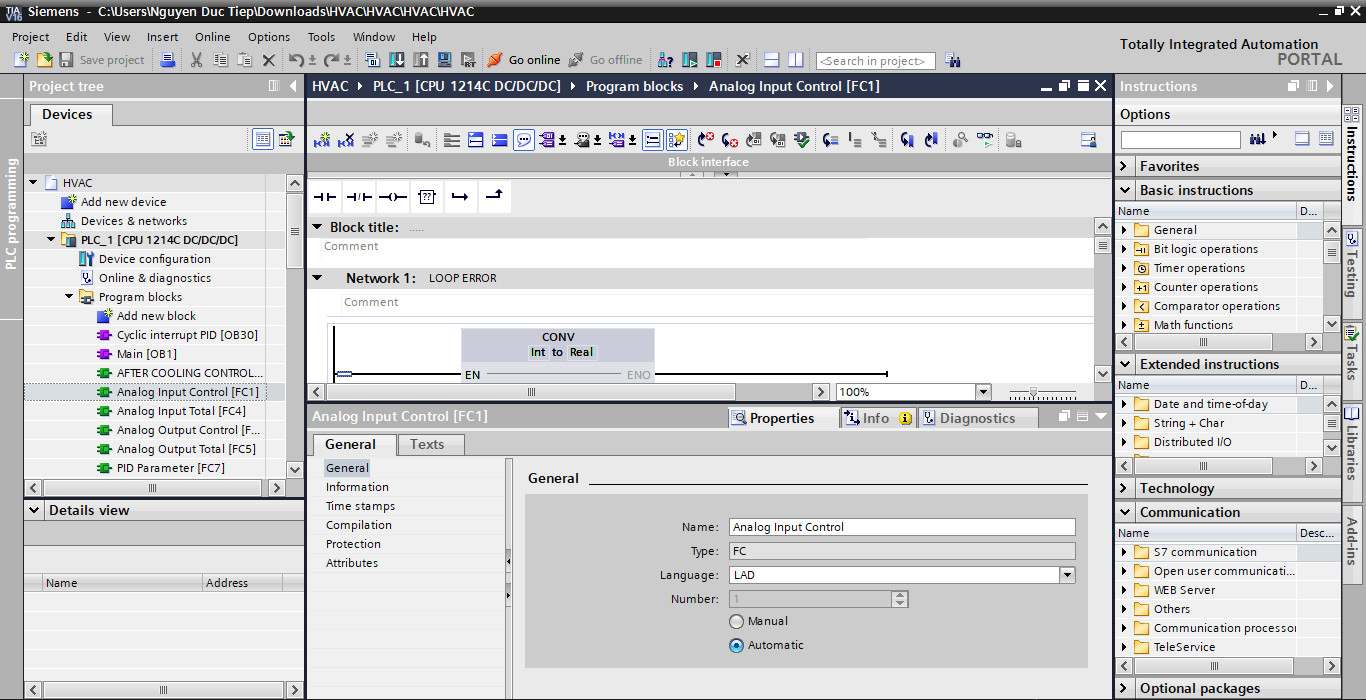 TIA V16 Siemens - C:\Users\Nguyen Duc Tiep\Downloads\HVAC\HVAC\HVAC\HVAC
Project Edit View Insert Online Options Tools Window Help
Save project Go online Go offline <Search in project>
Totally Integrated Automation
PORTAL
PLC programming
Project tree
Devices
HVAC
Add new device
Devices & networks
PLC_1 [CPU 1214C DC/DC/DC]
Device configuration
Online & diagnostics
Program blocks
Add new block
Cyclic interrupt PID [OB30]
Main [OB1]
AFTER COOLING CONTROL...
Analog Input Control [FC1]
Analog Input Total [FC4]
Analog Output Control [F...
Analog Output Total [FC5]
PID Parameter [FC7]
Details view
Name Address
HVAC PLC_1 [CPU 1214C DC/DC/DC] Program blocks Analog Input Control [FC1]
Block interface
??
Block title: .....
Comment
Network 1: LOOP ERROR
Comment
CONV
Int to Real
EN ENO
100%
Analog Input Control [FC1]
Properties Info Diagnostics
General Texts
General
Information
Time stamps
Compilation
Protection
Attributes
General
Name: Analog Input Control
Type: FC
Language: LAD
Number: 1
Manual
Automatic
Instructions
Options
Favorites
Basic instructions
Name D...
General
Bit logic operations
Timer operations
Counter operations
Comparator operations
Math functions
Extended instructions
Name D...
Date and time-of-day
String + Char
Distributed I/O
Technology
Communication
Name Desc...
S7 communication
Open user communicati...
WEB Server
Others
Communication processor
TeleService
Optional packages
Instructions
Testing
Tasks
Libraries
Add-ins